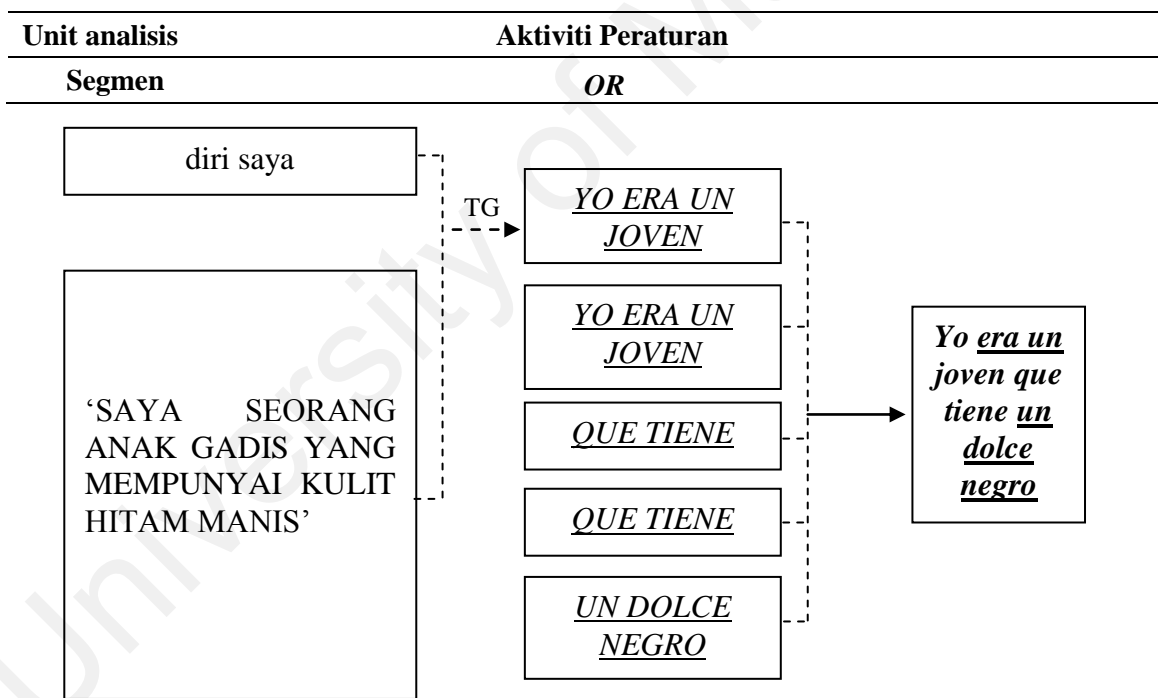 Unit analisis Aktiviti Peraturan
Segmen OR
diri saya
‘SAYA SEORANG
ANAK GADIS YANG
MEMPUNYAI KULIT
HITAM MANIS’
TG
YO ERA UN
JOVEN
YO ERA UN
JOVEN
QUE TIENE
QUE TIENE
UN DOLCE
NEGRO
Yo era un
joven que
tiene un
dolce
negro
University of M